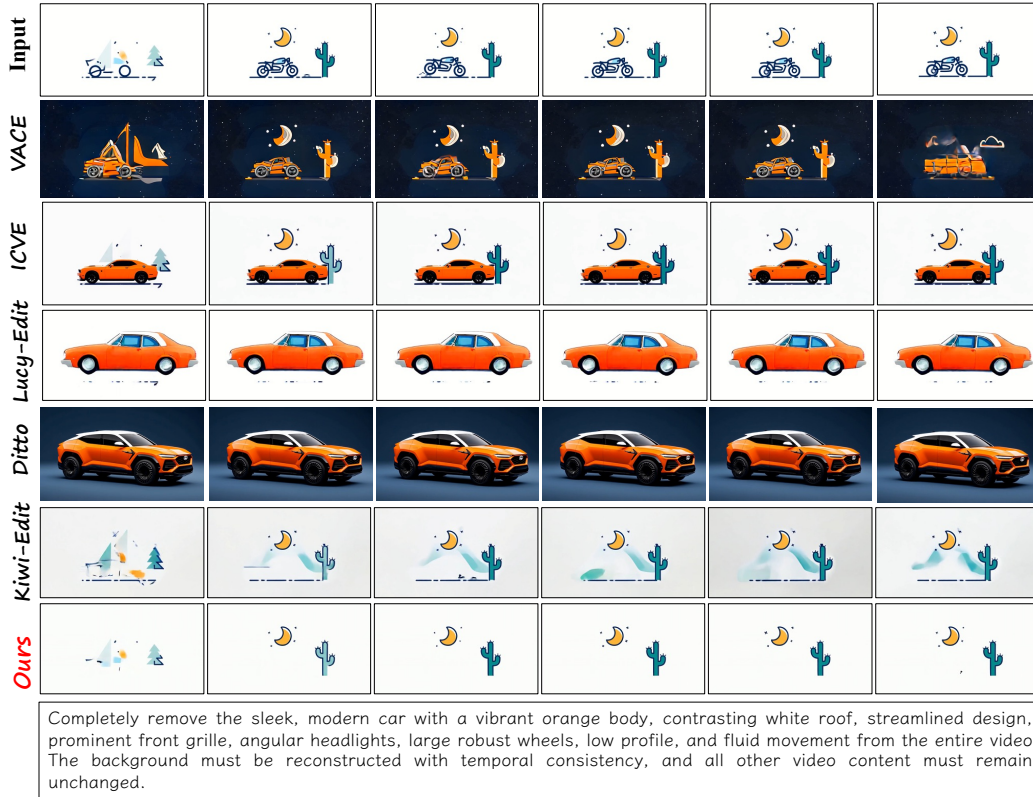 Input
VACE
ICVE
Lucy-Edit
Ditto
Kiwi-Edit
Ours
Completely remove the sleek, modern car with a vibrant orange body, contrasting white roof, streamlined design,
prominent front grille, angular headlights, large robust wheels, low profile, and fluid movement from the entire video
The background must be reconstructed with temporal consistency, and all other video content must remain
unchanged.